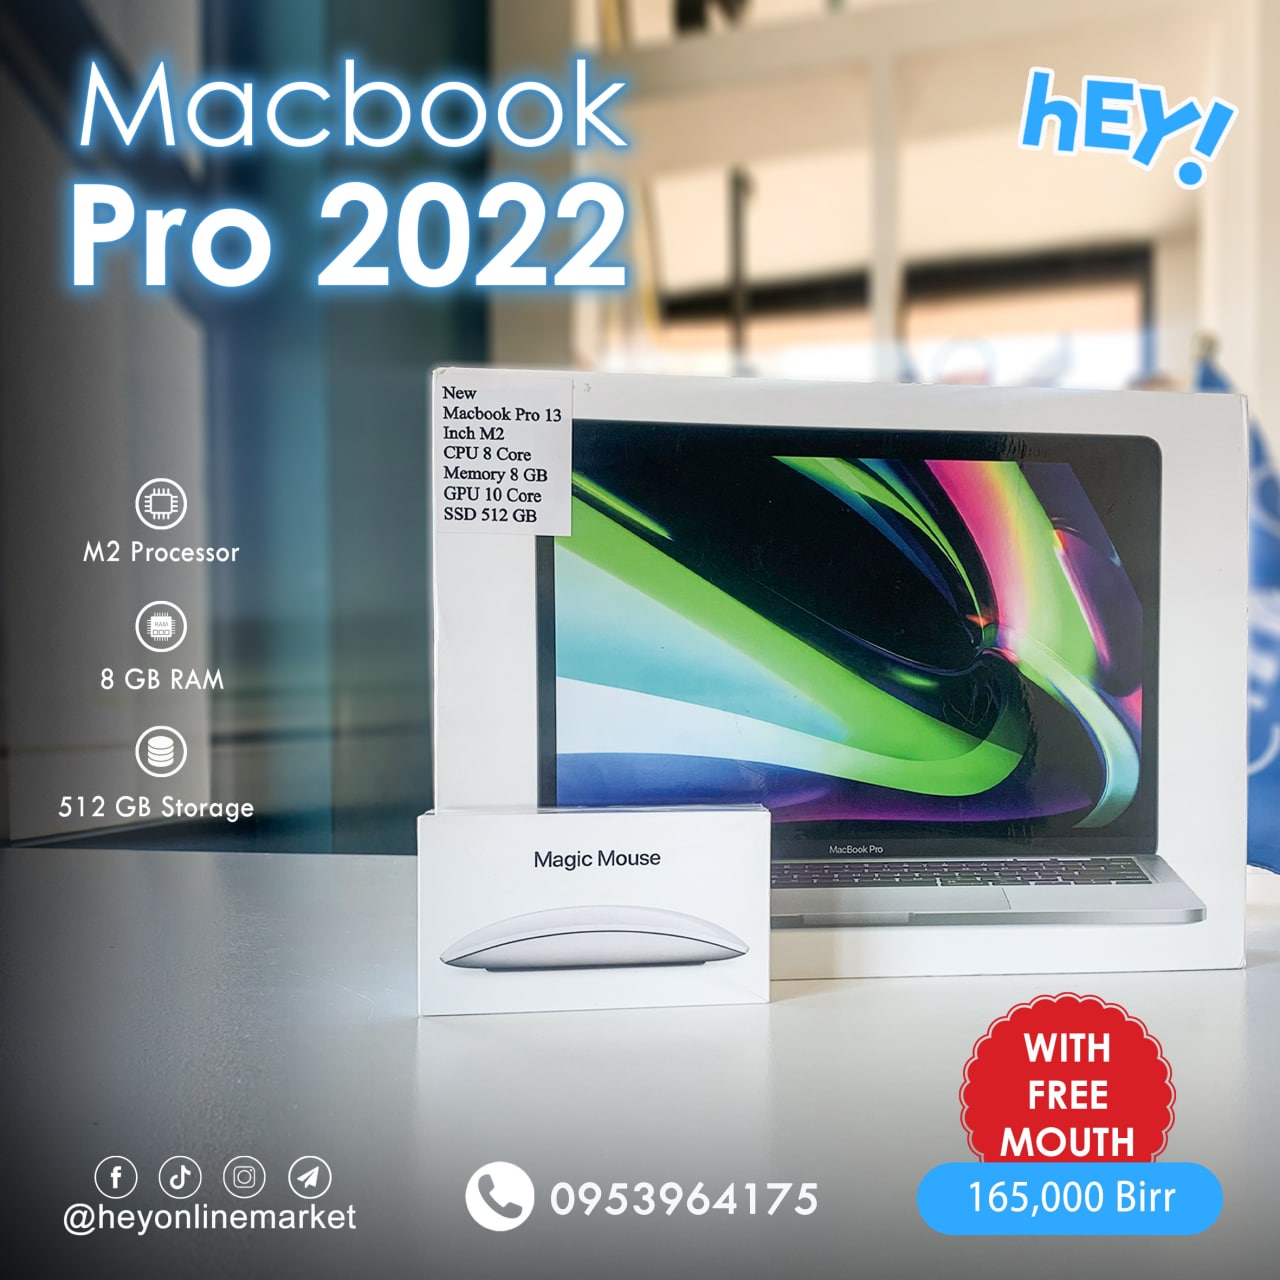 Macbook
Pro 2022
hEY!
New
Macbook Pro 13
Inch M2
CPU 8 Core
Memory 8 GB
GPU 10 Core
SSD 512 GB
M2 Processor
RAM
8 GB RAM
512 GB Storage
MacBook Pro
Magic Mouse
WITH
FREE
MOUTH
165,000 Birr
@heyonlinemarket
0953964175